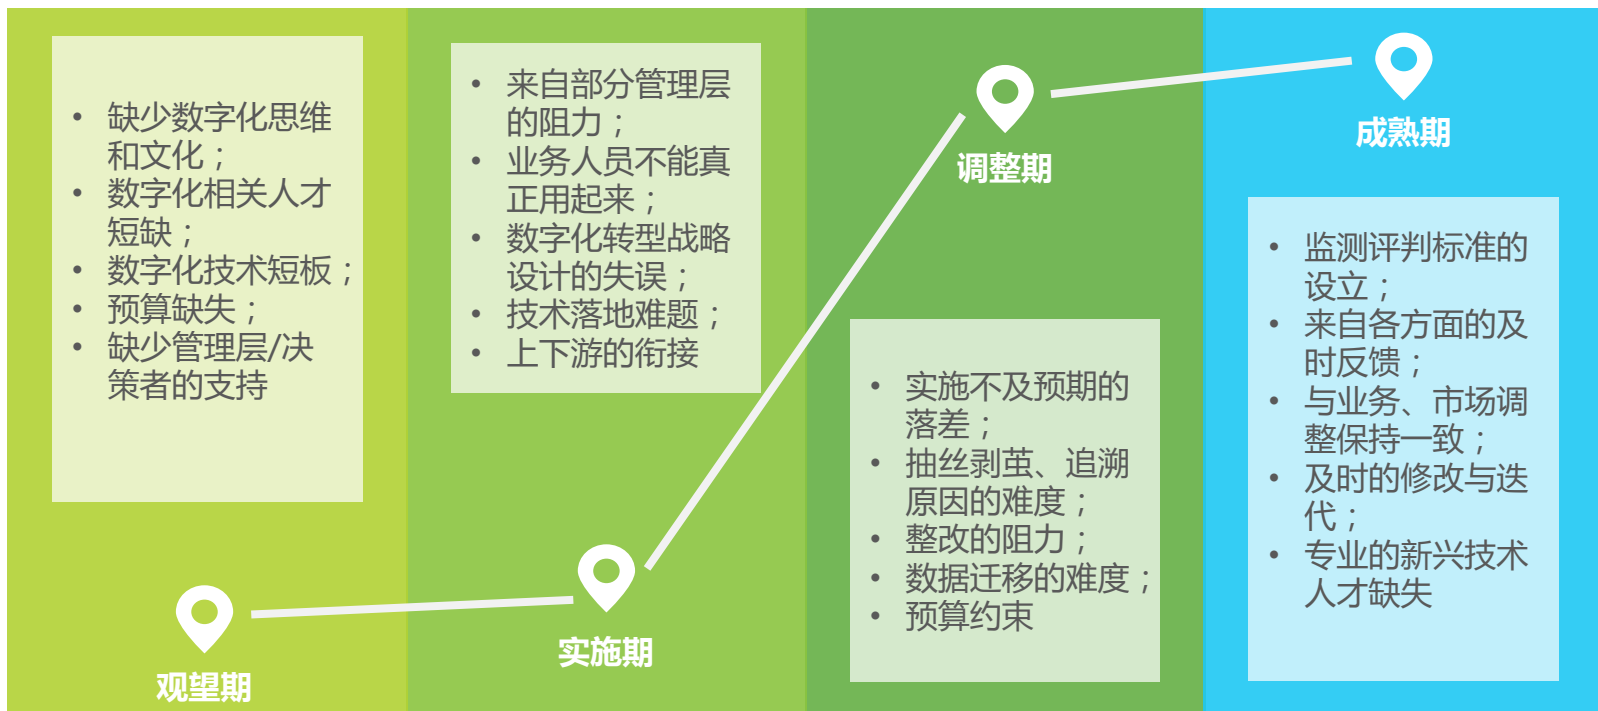 • 缺少数字化思维
和文化；
• 数字化相关人才
短缺；
• 数字化技术短板；
• 预算缺失；
• 缺少管理层/决
策者的支持
观望期
• 来自部分管理层
的阻力；
• 业务人员不能真
正用起来；
• 数字化转型战略
设计的失误；
• 技术落地难题；
• 上下游的衔接
实施期
调整期
• 实施不及预期的
落差；
• 抽丝剥茧、追溯
原因的难度；
• 整改的阻力；
• 数据迁移的难度；
• 预算约束
成熟期
• 监测评判标准的
设立；
• 来自各方面的及
时反馈；
• 与业务、市场调
整保持一致；
• 及时的修改与迭
代；
• 专业的新兴技术
人才缺失